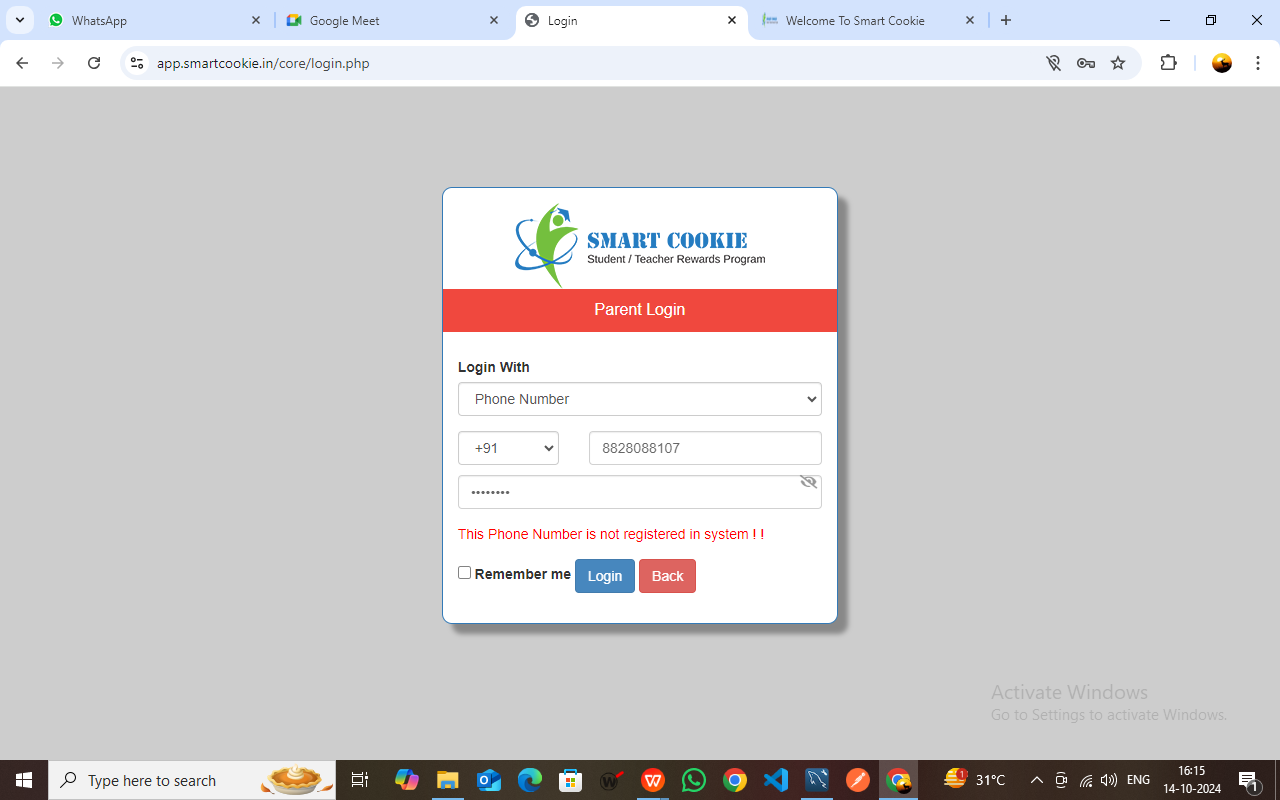 WhatsApp
Google Meet
Login
Welcome To Smart Cookie
app.smartcookie.in/core/login.php
SMART COOKIE
Student / Teacher Rewards Program
Parent Login
Login With
Phone Number
+91
8828088107
••••••••
This Phone Number is not registered in system ! !
Remember me Login Back
Activate Windows
Go to Settings to activate Windows.
Type here to search
1
31°C
ENG
16:15
14-10-2024
1